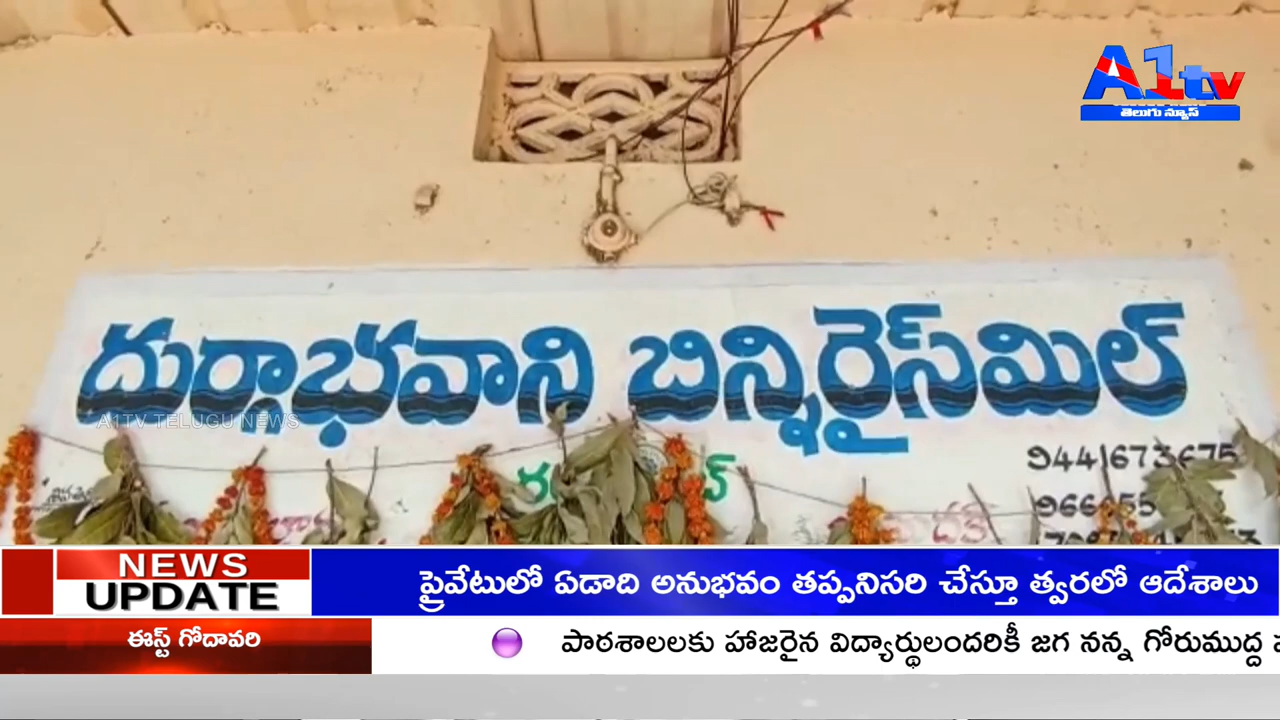 A1tv
తెలుగు న్యూస్
దుర్గాభవాని బిన్నిరైస్‌మిల్
A1TV TELUGU NEWS
9441673675
NEWS
UPDATE
ప్రైవేటులో ఏడాది అనుభవం తప్పనిసరి చేస్తూ త్వరలో ఆదేశాలు
ఈస్ట్ గోదావరి
పాఠశాలలకు హాజరైన విద్యార్థులందరికీ జగ నన్న గోరుముద్ద